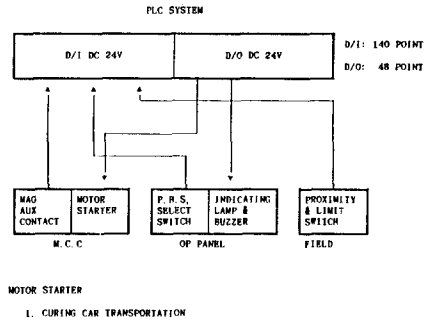 PLC SYSTEM
D/I DC 24V
D/O DC 24V
D/I: 140 POINT
D/O: 48 POINT
MAG
AUX
CONTACT
MOTOR
STARTER
P.B.S,
SELECT
SWITCH
INDICATING
LAMP &
BUZZER
PROXIMITY
& LIMIT
SWITCH
M.C.C
OP PANEL
FIELD
MOTOR STARTER
1. CURING CAR TRANSPORTATION